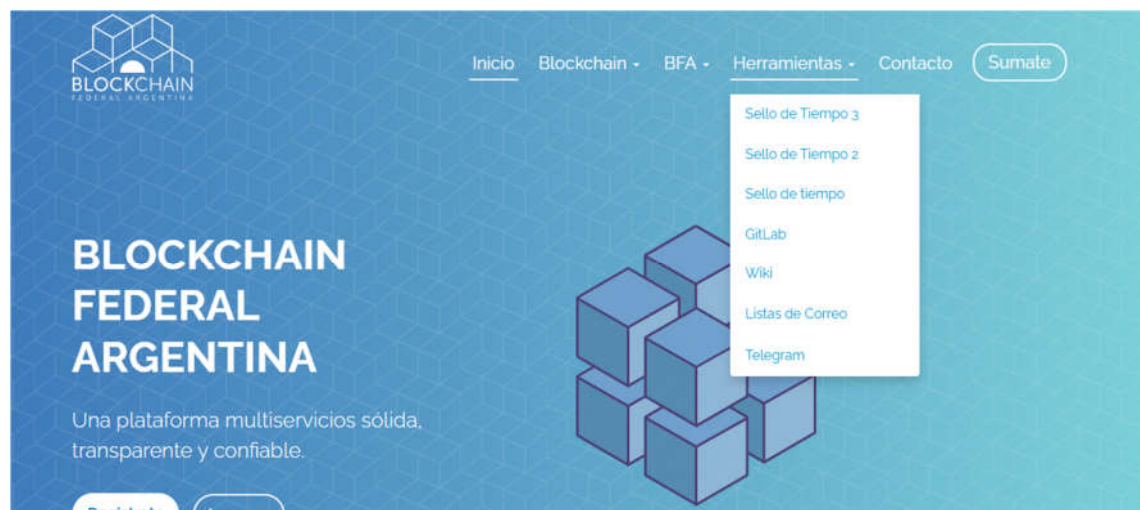 BLOCKCHAIN
FEDERAL ARGENTINA
Inicio
Blockchain
BFA
Herramientas
Contacto
Sumate
Sello de Tiempo 3
Sello de Tiempo 2
Sello de tiempo
GitLab
Wiki
Listas de Correo
Telegram
BLOCKCHAIN
FEDERAL
ARGENTINA
Una plataforma multiservicios sólida,
transparente y confiable.